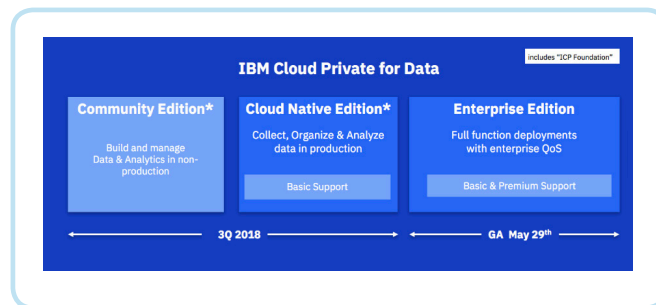 includes "ICP Foundation"
IBM Cloud Private for Data
Community Edition*
Build and manage
Data & Analytics in non-
production
Cloud Native Edition*
Collect, Organize & Analyze
data in production
Basic Support
Enterprise Edition
Full function deployments
with enterprise QoS
Basic & Premium Support
3Q 2018
GA May 29th